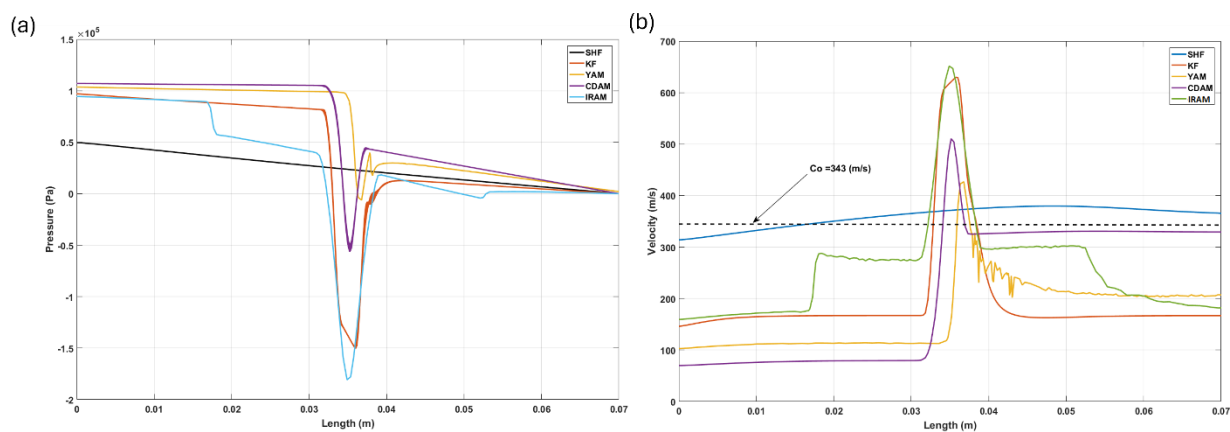 (a)
×10^5
1.5
1
0.5
0
-0.5
-1
-1.5
-2
Pressure (Pa)
0
0.01
0.02
0.03
0.04
0.05
0.06
0.07
Length (m)
SHF
KF
YAM
CDAM
IRAM
(b)
700
600
500
400
300
200
100
0
Velocity (m/s)
0
0.01
0.02
0.03
0.04
0.05
0.06
0.07
Length (m)
SHF
KF
YAM
CDAM
IRAM
Co =343 (m/s)